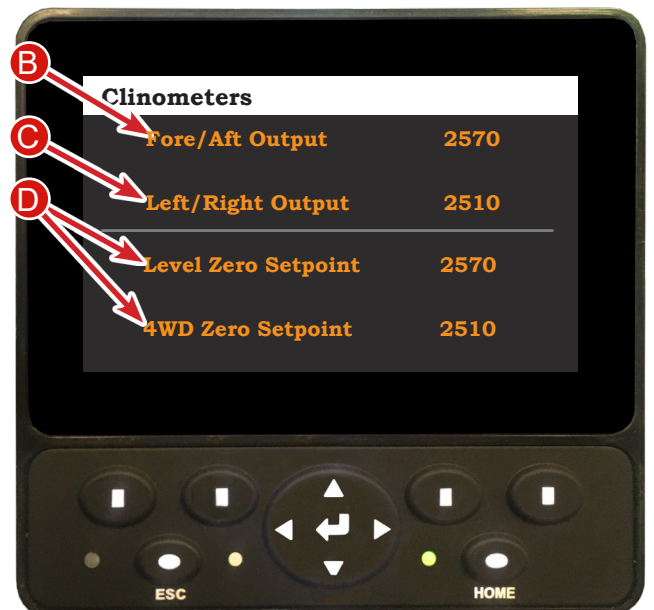 B
Clinometers
Fore/Aft Output 2570
C
Left/Right Output 2510
D
Level Zero Setpoint 2570
4WD Zero Setpoint 2510
ESC
HOME